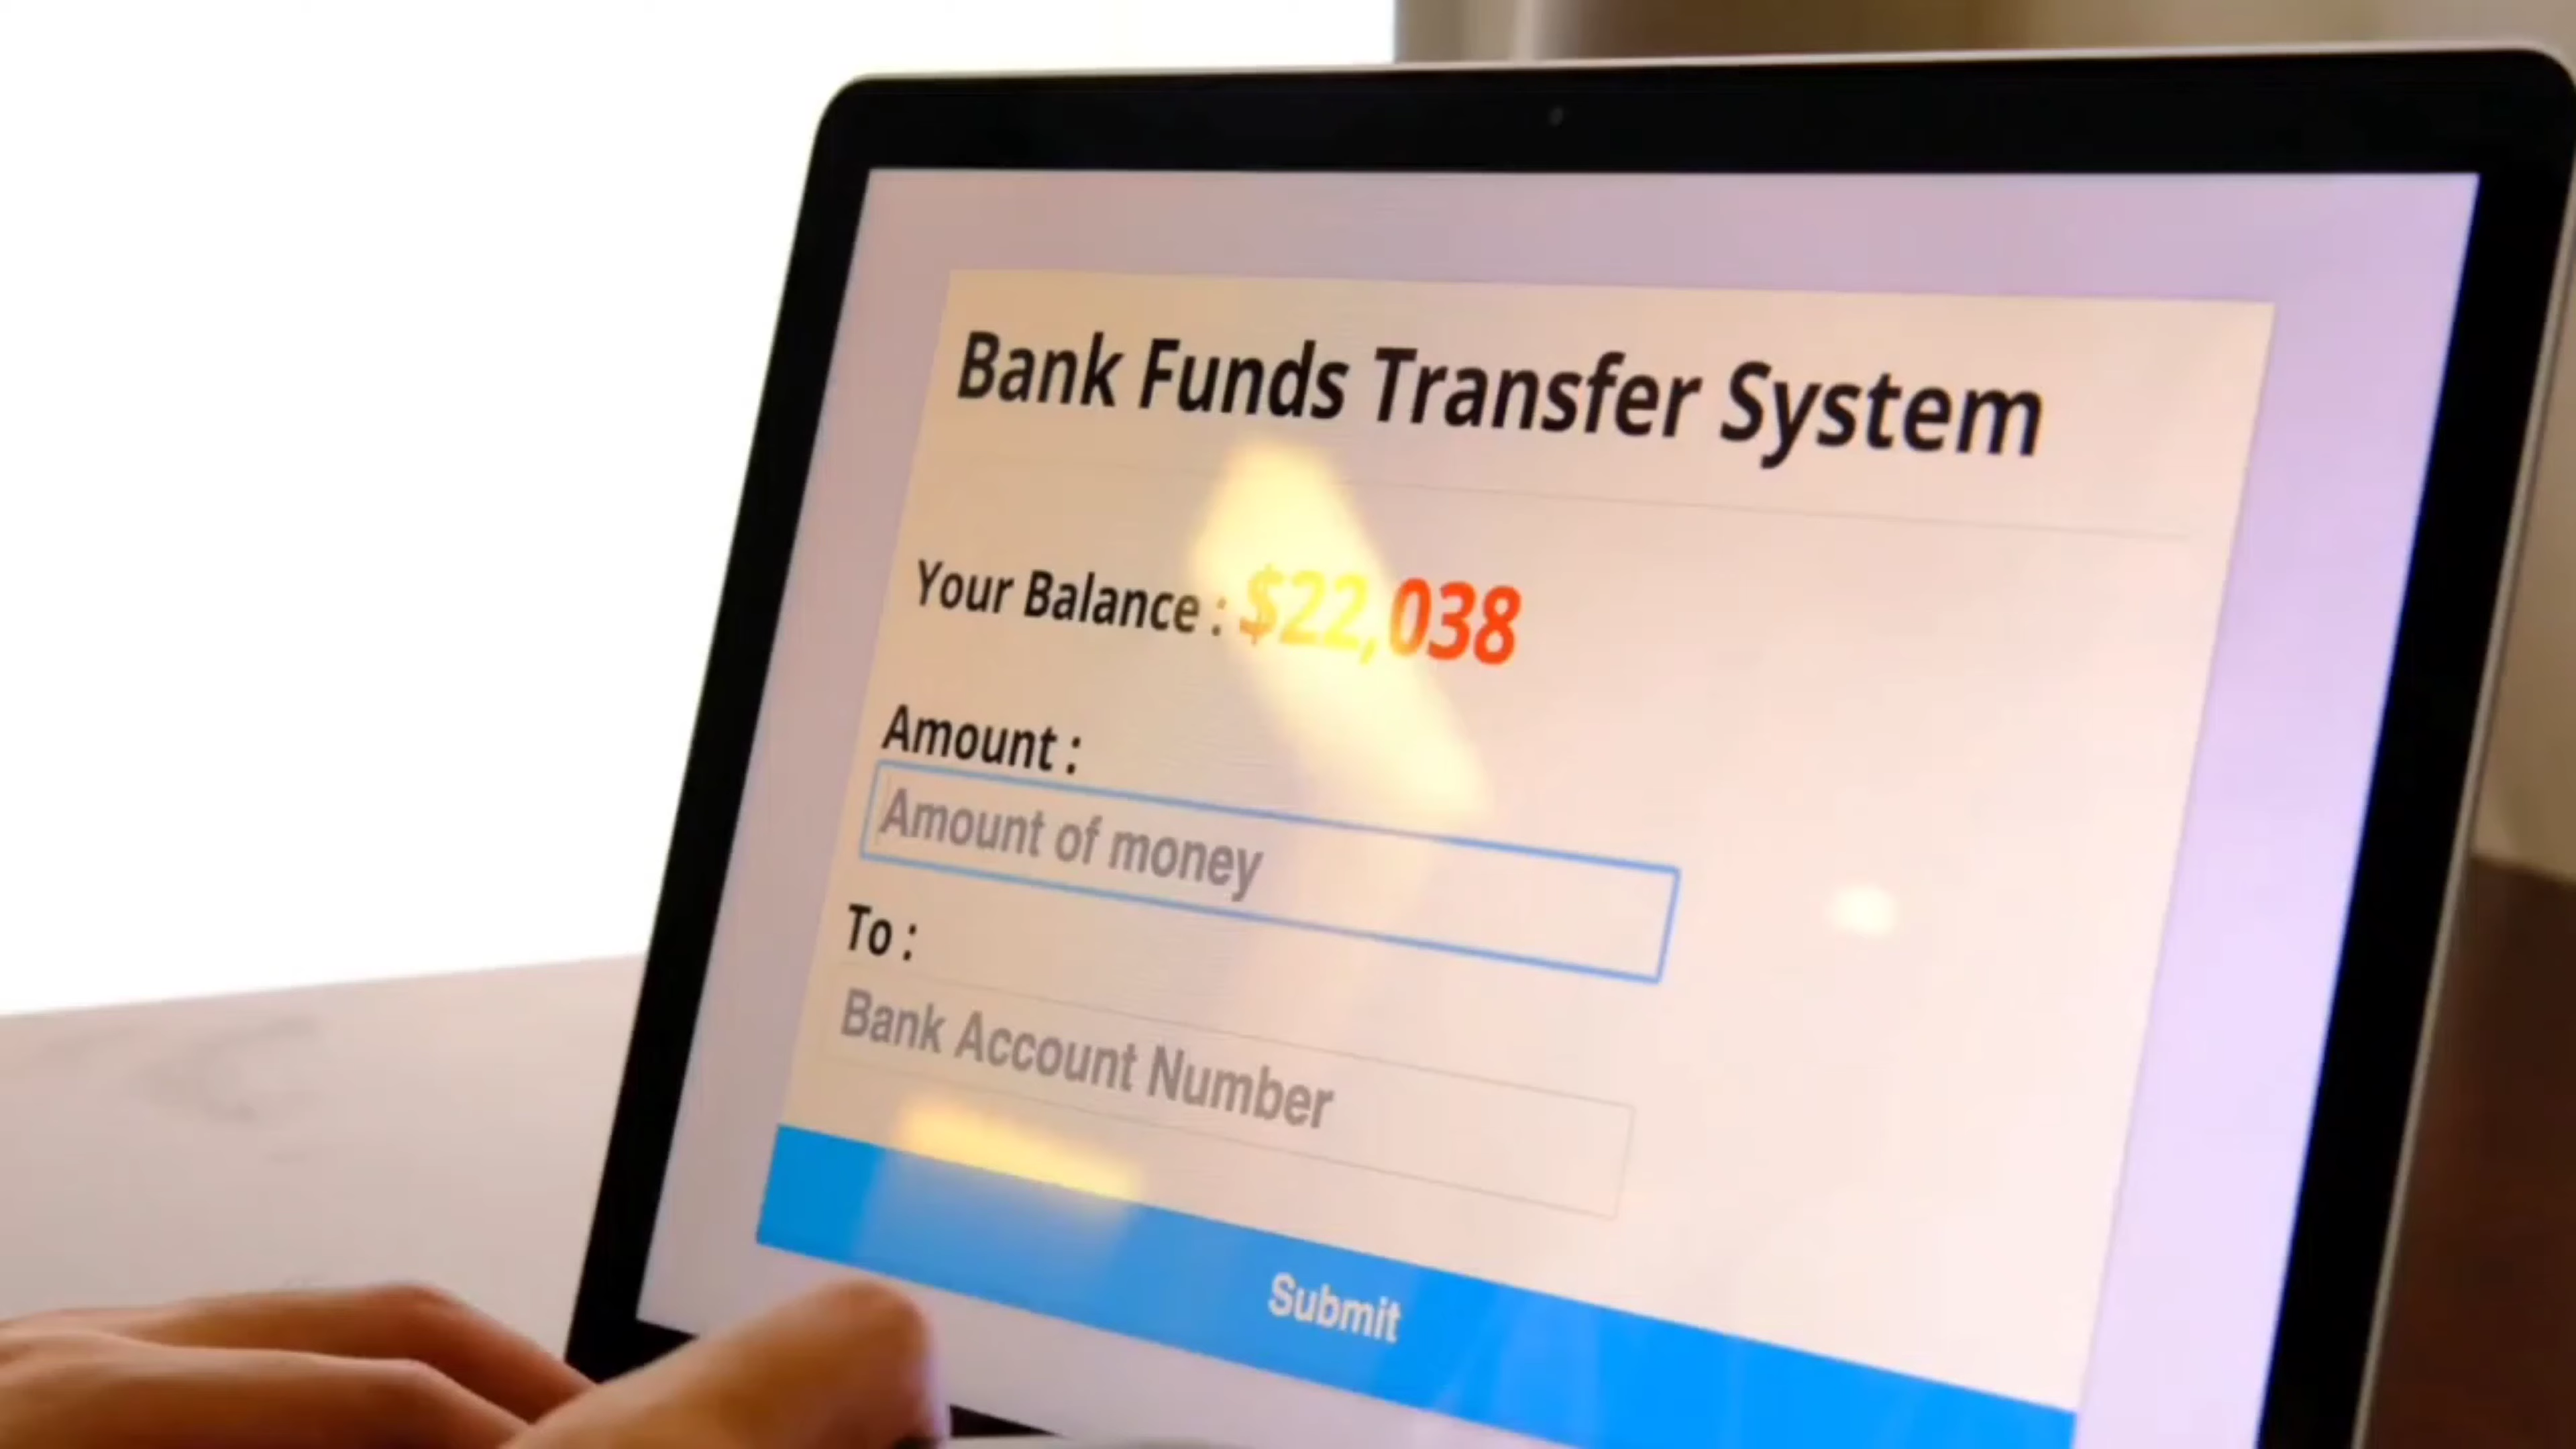 Bank Funds Transfer System
Your Balance : $22,038
Amount :
Amount of money
To :
Bank Account Number
Submit